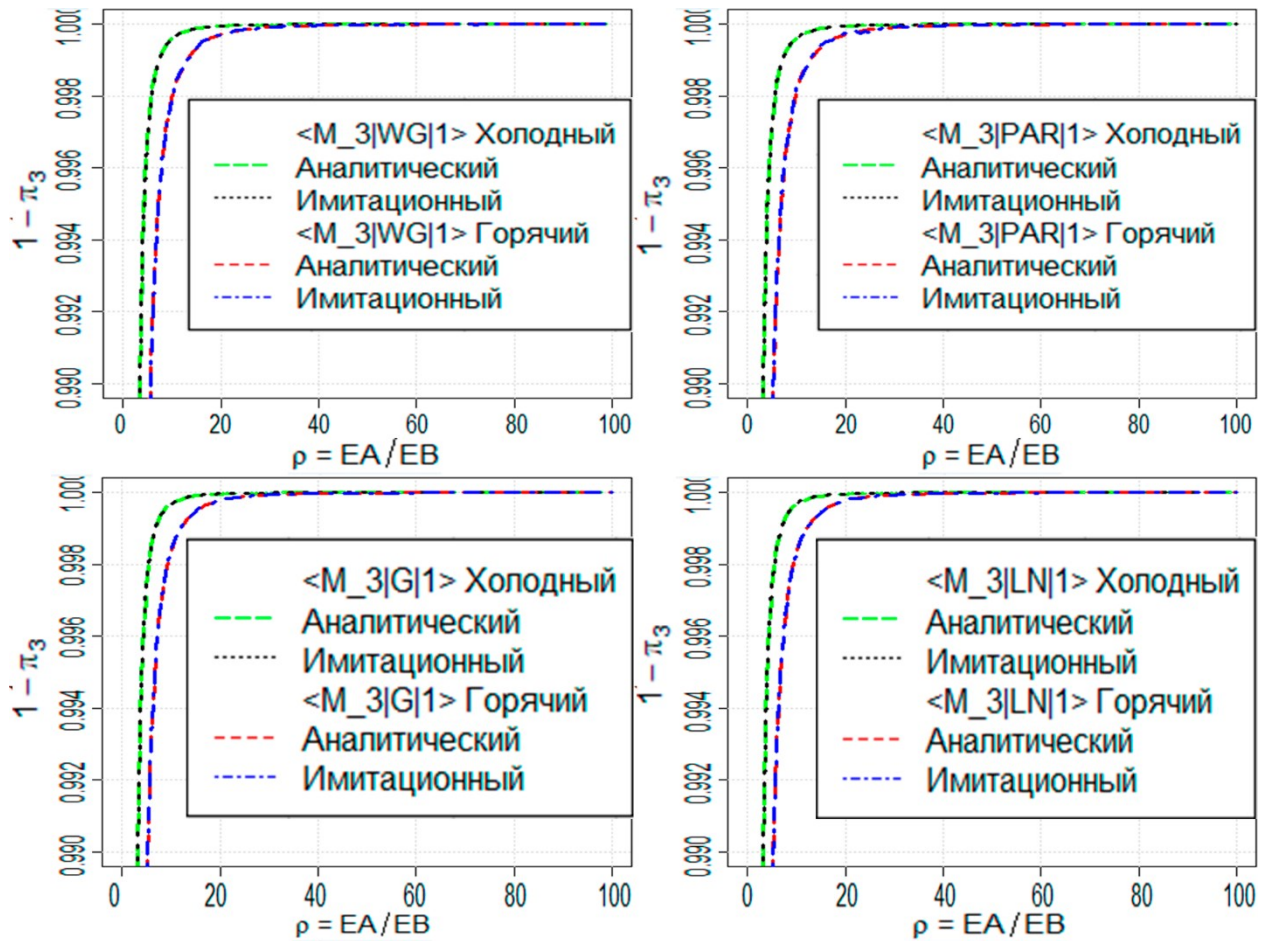 1 − π₃
1.000
0.998
0.996
0.994
0.992
0.990
<M_3|WG|1> Холодный
Аналитический
Имитационный
<M_3|WG|1> Горячий
Аналитический
Имитационный
0 20 40 60 80 100
ρ = EA/EB
1 − π₃
1.000
0.998
0.996
0.994
0.992
0.990
<M_3|PAR|1> Холодный
Аналитический
Имитационный
<M_3|PAR|1> Горячий
Аналитический
Имитационный
0 20 40 60 80 100
ρ = EA/EB
1 − π₃
1.000
0.998
0.996
0.994
0.992
0.990
<M_3|G|1> Холодный
Аналитический
Имитационный
<M_3|G|1> Горячий
Аналитический
Имитационный
0 20 40 60 80 100
ρ = EA/EB
1 − π₃
1.000
0.998
0.996
0.994
0.992
0.990
<M_3|LN|1> Холодный
Аналитический
Имитационный
<M_3|LN|1> Горячий
Аналитический
Имитационный
0 20 40 60 80 100
ρ = EA/EB